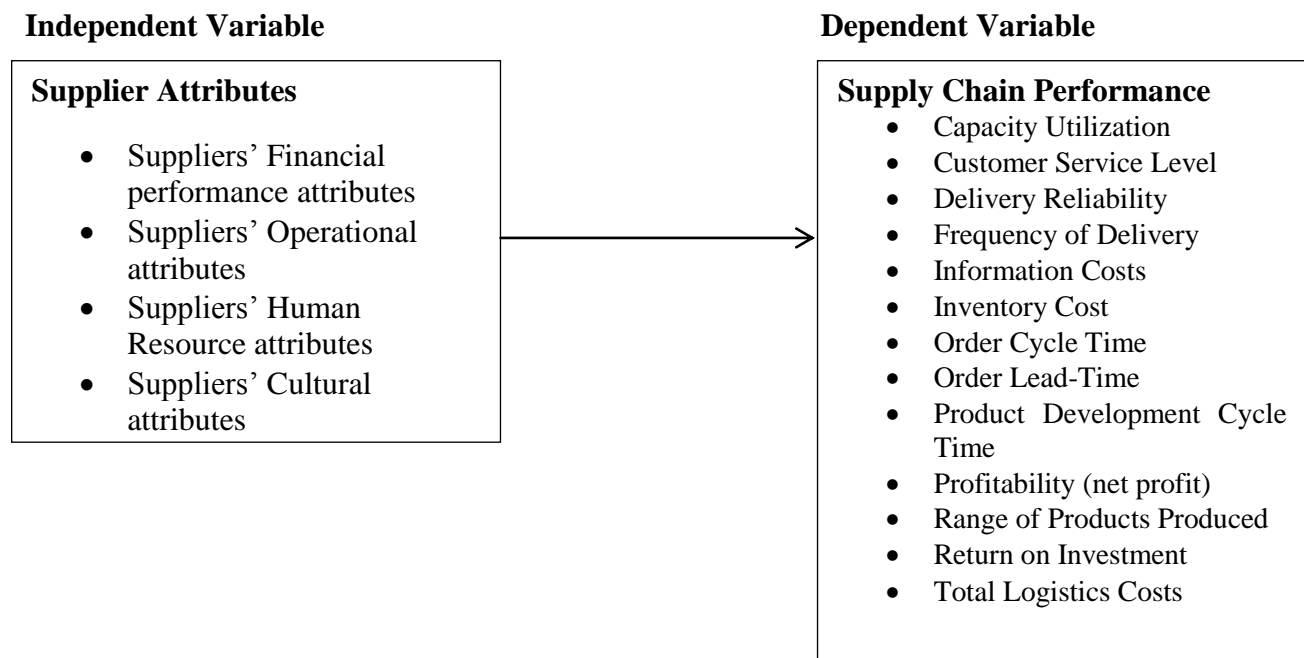 Independent Variable
Supplier Attributes
• Suppliers’ Financial
performance attributes
• Suppliers’ Operational
attributes
• Suppliers’ Human
Resource attributes
• Suppliers’ Cultural
attributes
Dependent Variable
Supply Chain Performance
• Capacity Utilization
• Customer Service Level
• Delivery Reliability
• Frequency of Delivery
• Information Costs
• Inventory Cost
• Order Cycle Time
• Order Lead-Time
• Product Development Cycle
Time
• Profitability (net profit)
• Range of Products Produced
• Return on Investment
• Total Logistics Costs